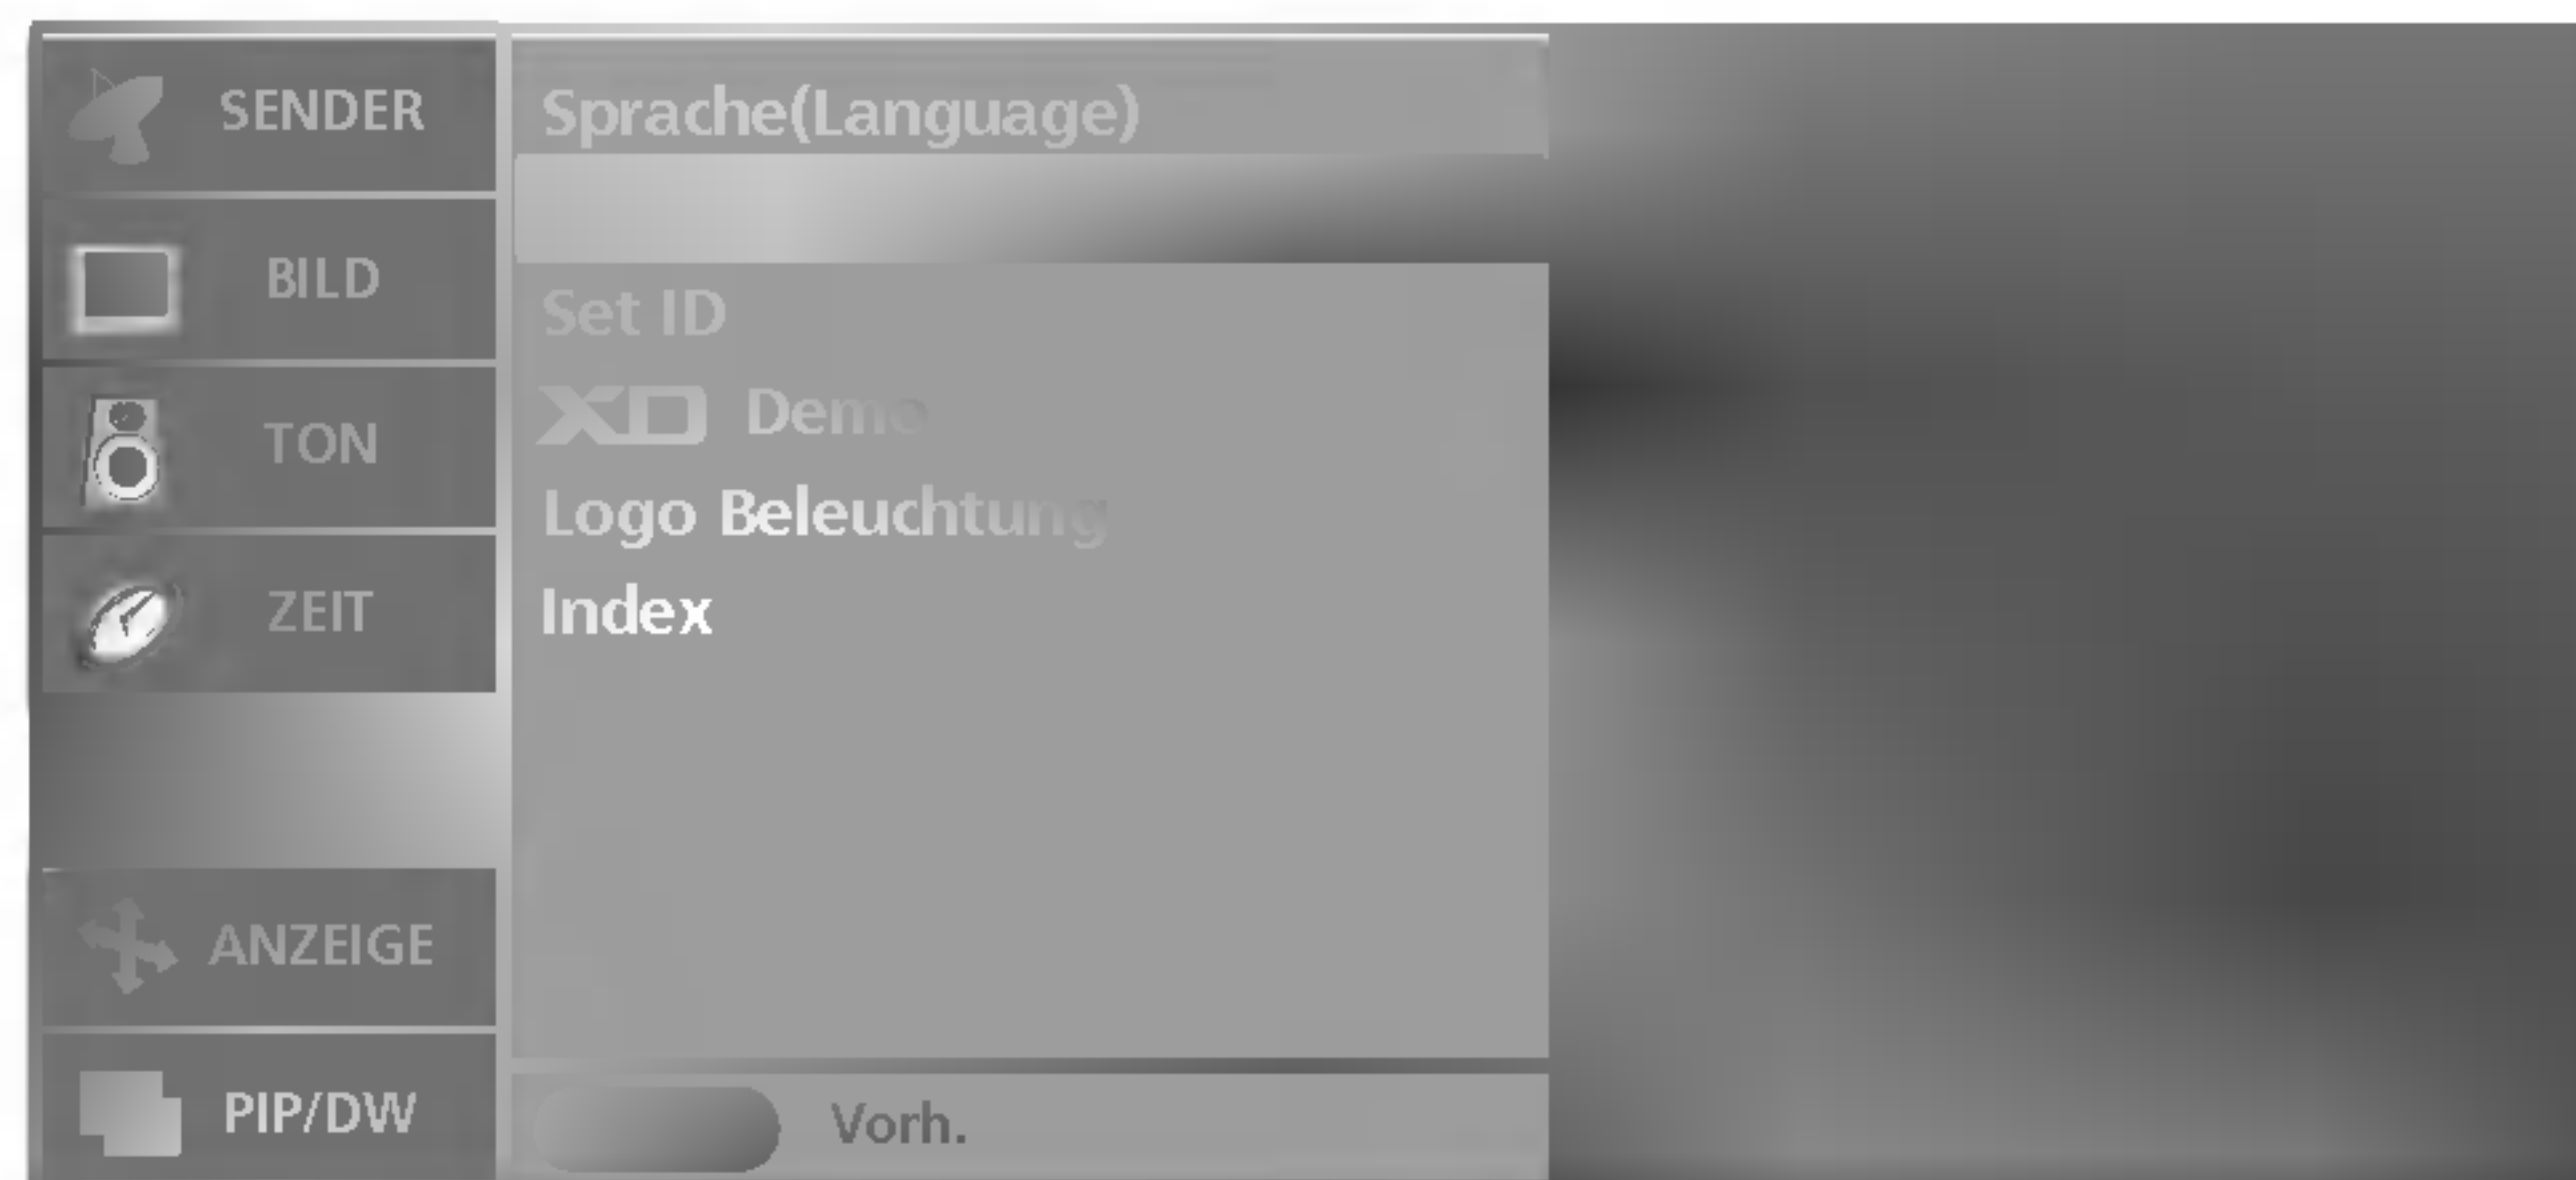 SENDER
BILD
TON
ZEIT
ANZEIGE
PIP/DW
Sprache(Language)
Set ID
XD Demo
Logo Beleuchtung
Index
Vorh.